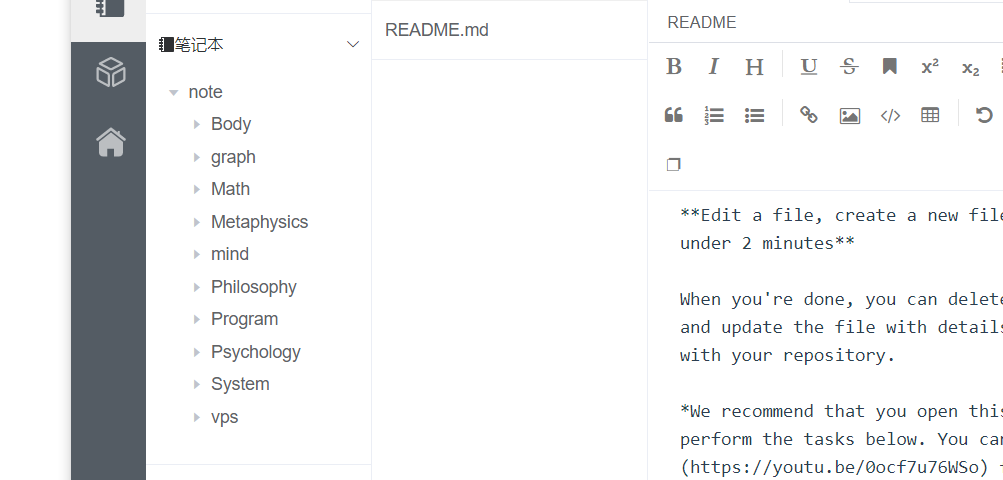 笔记本
note
Body
graph
Math
Metaphysics
mind
Philosophy
Program
Psychology
System
vps
README.md
README
B I H U S x² x₂
**Edit a file, create a new file
under 2 minutes**
When you're done, you can delete
and update the file with details
with your repository.
*We recommend that you open this
perform the tasks below. You can
(https://youtu.be/0ocf7u76WSo)